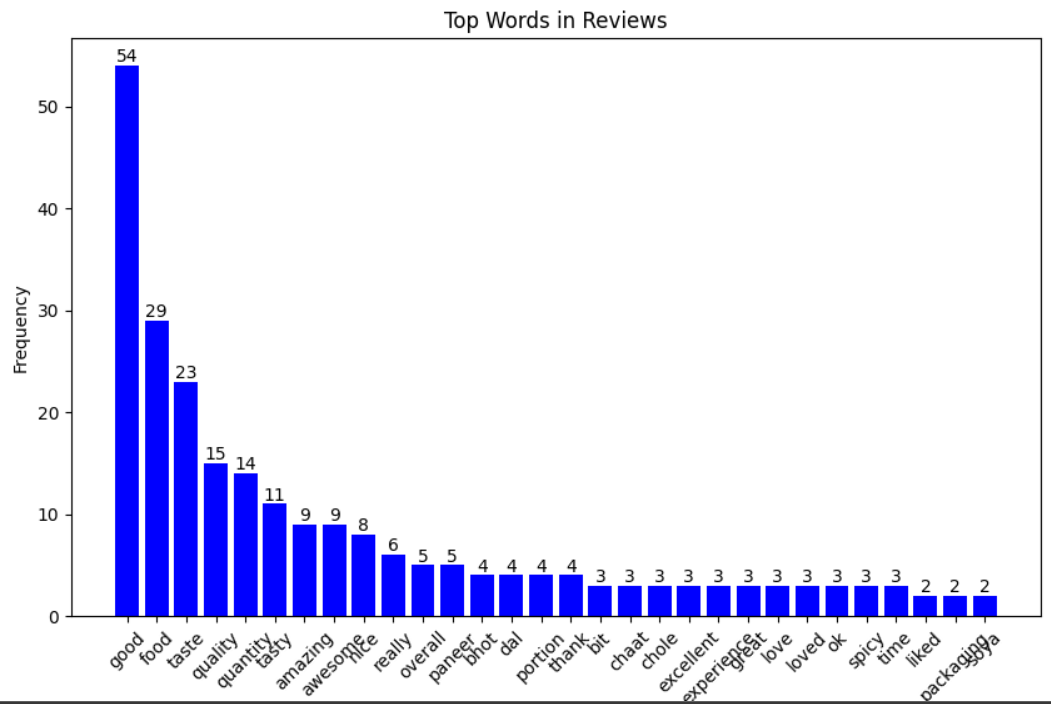 Top Words in Reviews
Frequency
50
40
30
20
10
0
54
29
23
15
14
11
9
9
8
6
5
5
4
4
4
4
3
3
3
3
3
3
3
3
3
3
3
2
2
2
good
food
taste
quality
quantity
tasty
amazing
awesome
nice
really
overall
paneer
bhot
dal
portion
thank
bit
chaat
chole
excellent
experience
great
love
loved
ok
spicy
time
liked
packaging
soya